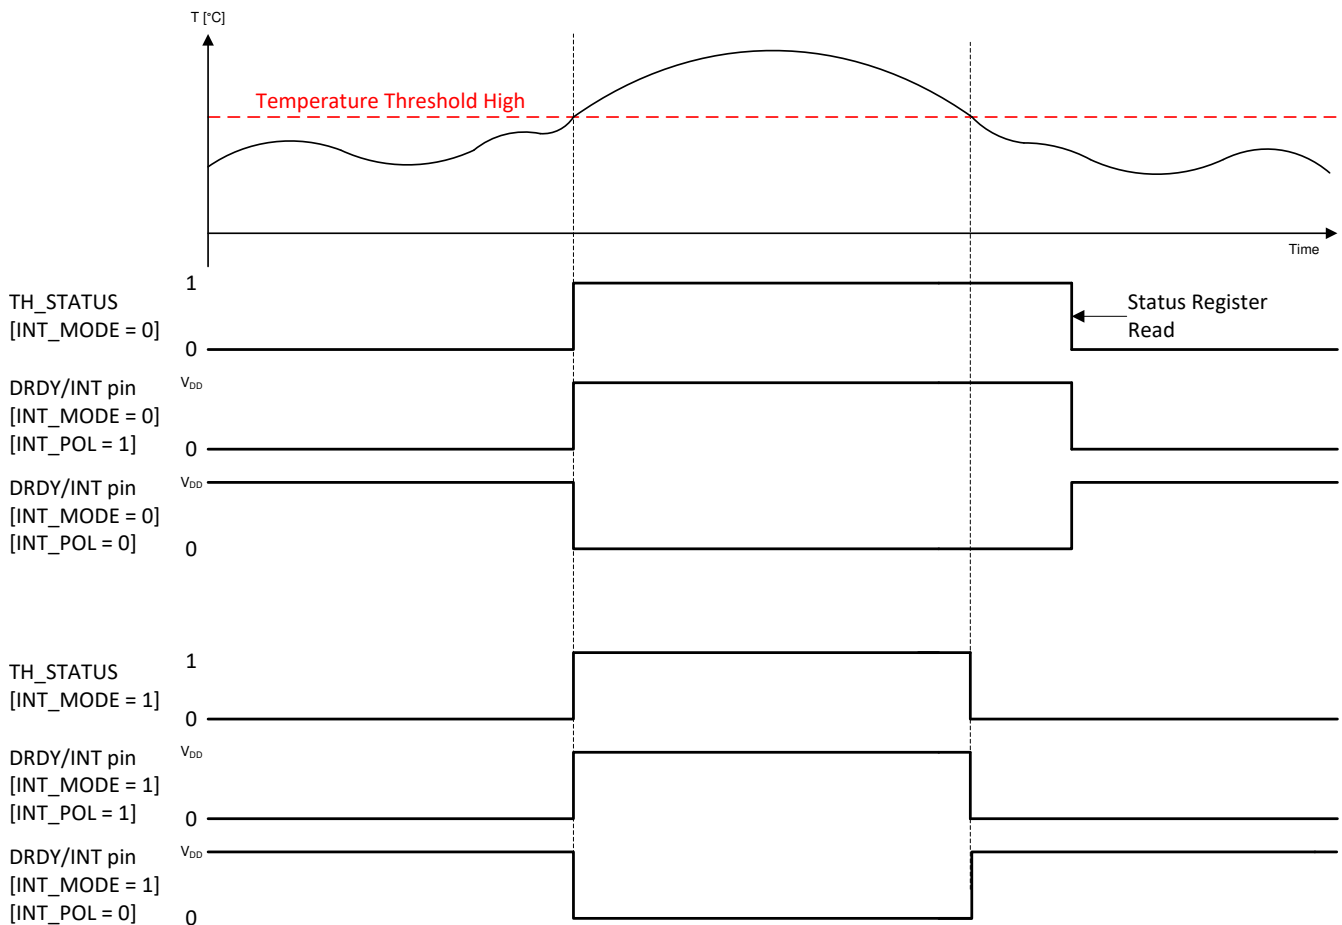 T [°C]
Temperature Threshold High
Time
TH_STATUS
[INT_MODE = 0]
1
0
Status Register
Read
DRDY/INT pin
[INT_MODE = 0]
[INT_POL = 1]
VDD
0
DRDY/INT pin
[INT_MODE = 0]
[INT_POL = 0]
VDD
0
TH_STATUS
[INT_MODE = 1]
1
0
DRDY/INT pin
[INT_MODE = 1]
[INT_POL = 1]
VDD
0
DRDY/INT pin
[INT_MODE = 1]
[INT_POL = 0]
VDD
0